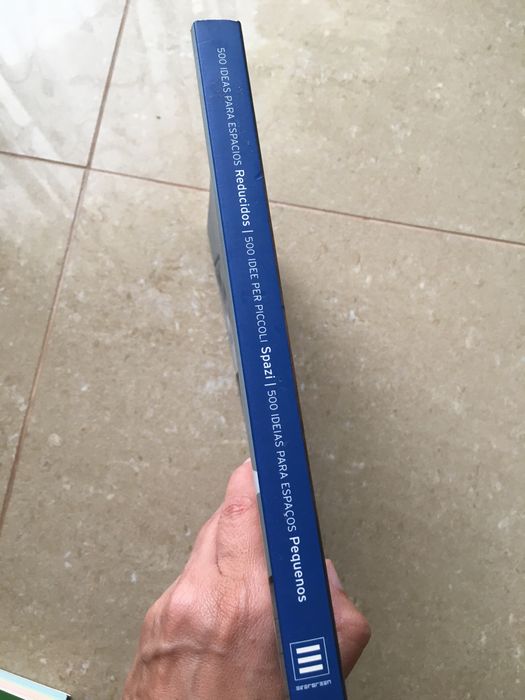 500 IDEAS PARA ESPACIOS Reducidos | 500 IDEE PER PICCOLI Spazi | 500 IDEIAS PARA ESPAÇOS Pequenos